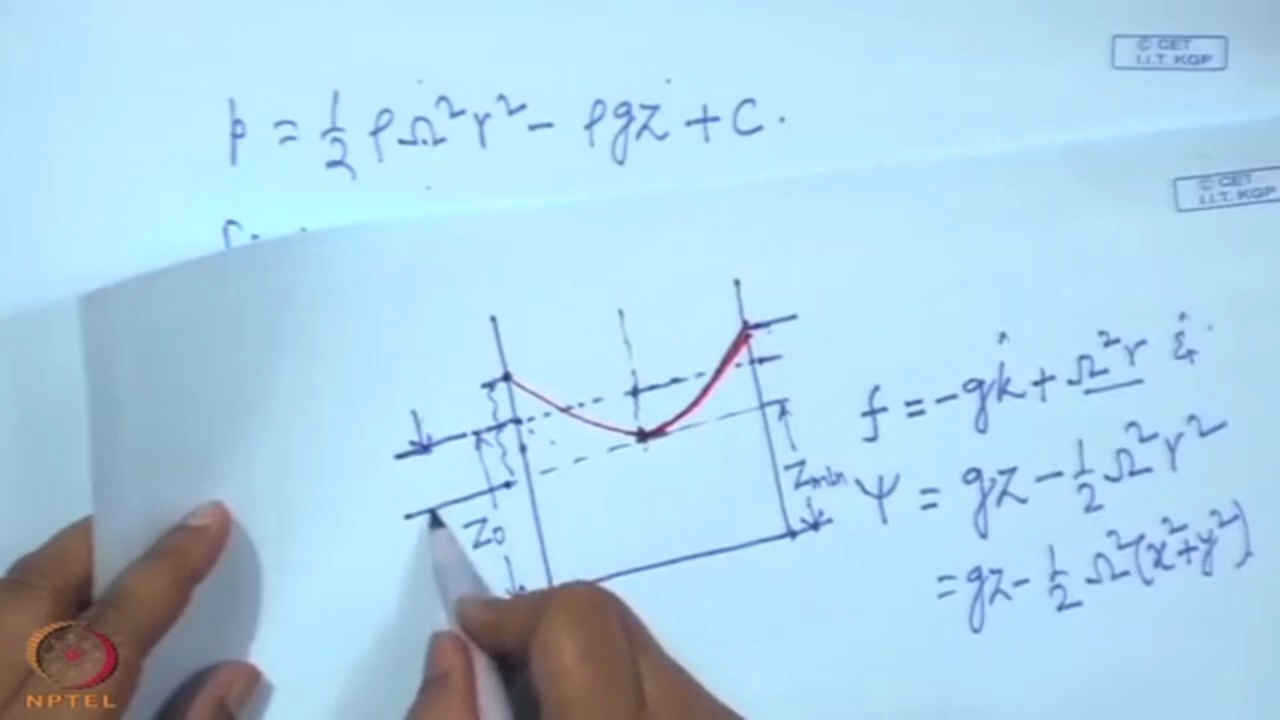 © CET
I.I.T. KGP
p = 1/2 ρΩ²r² - ρgz + C.
© CET
I.I.T. KGP
f = -gk̂ + Ω²r ê_r
Zmin
ψ = gz - 1/2 Ω²r²
Z₀
= gz - 1/2 Ω²(x²+y²)
NPTEL